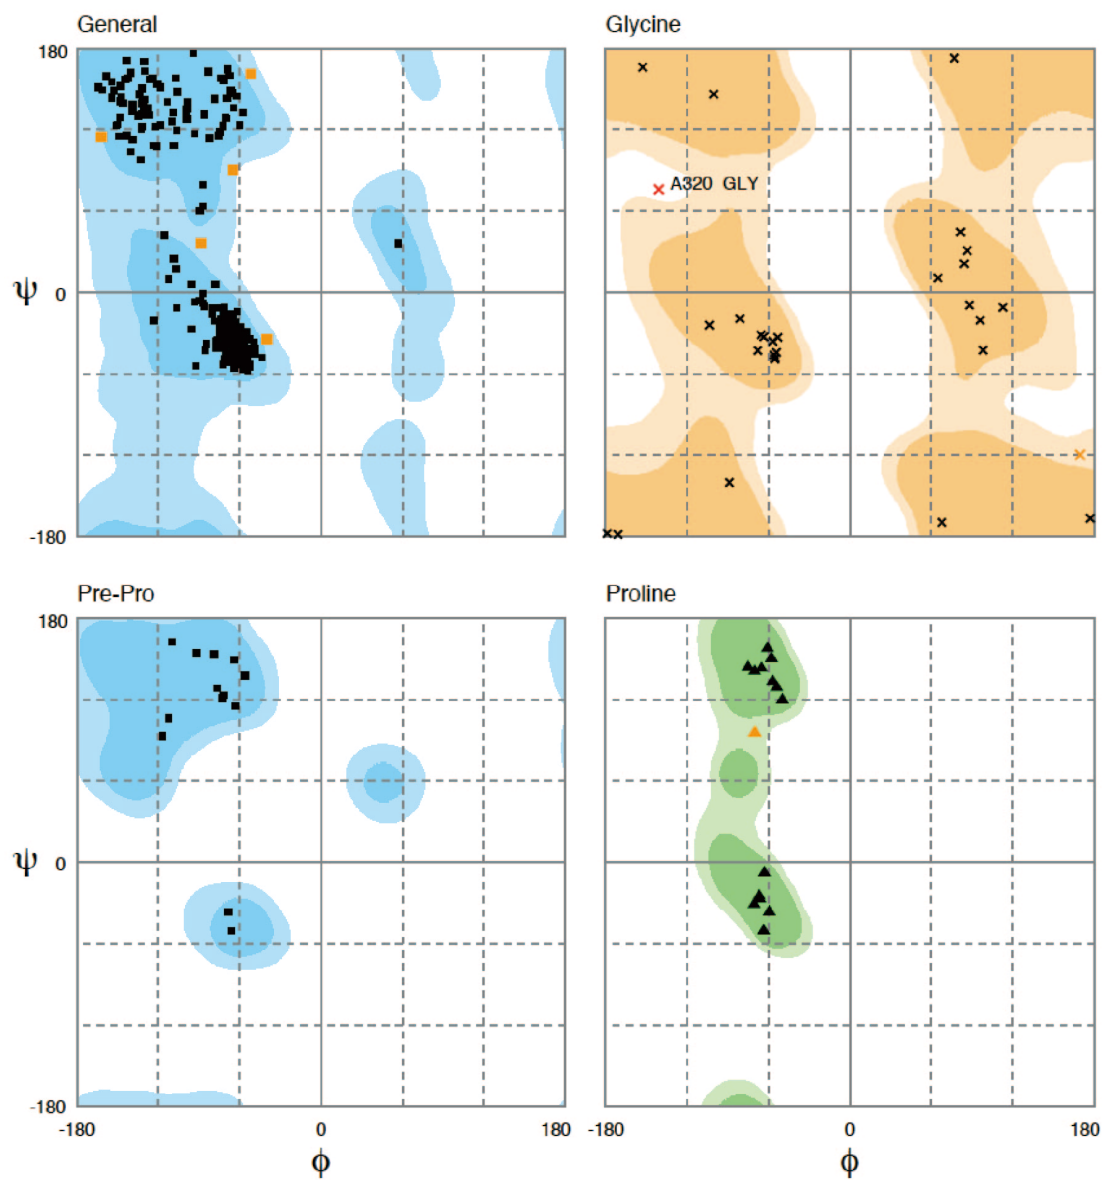 General
Glycine
180
A320 GLY
ψ 0
-180
Pre-Pro
Proline
180
ψ 0
-180
-180 0 180 -180 0 180
ϕ ϕ